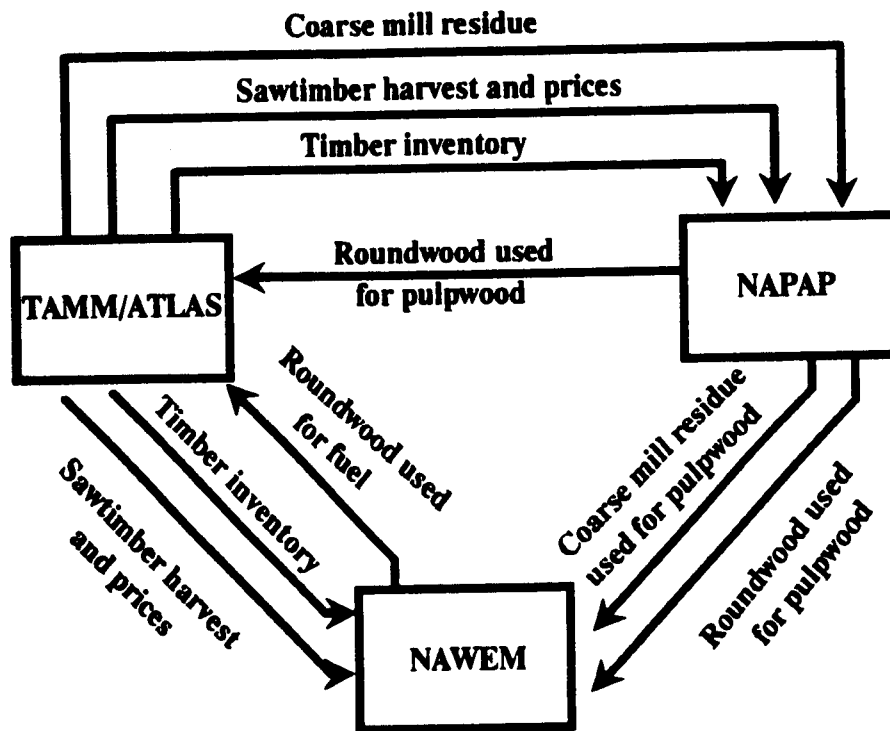 Coarse mill residue
Sawtimber harvest and prices
Timber inventory
Roundwood used
for pulpwood
TAMM/ATLAS
NAPAP
Roundwood used
for fuel
Timber inventory
Sawtimber harvest
and prices
Coarse mill residue
used for pulpwood
Roundwood used
for pulpwood
NAWEM